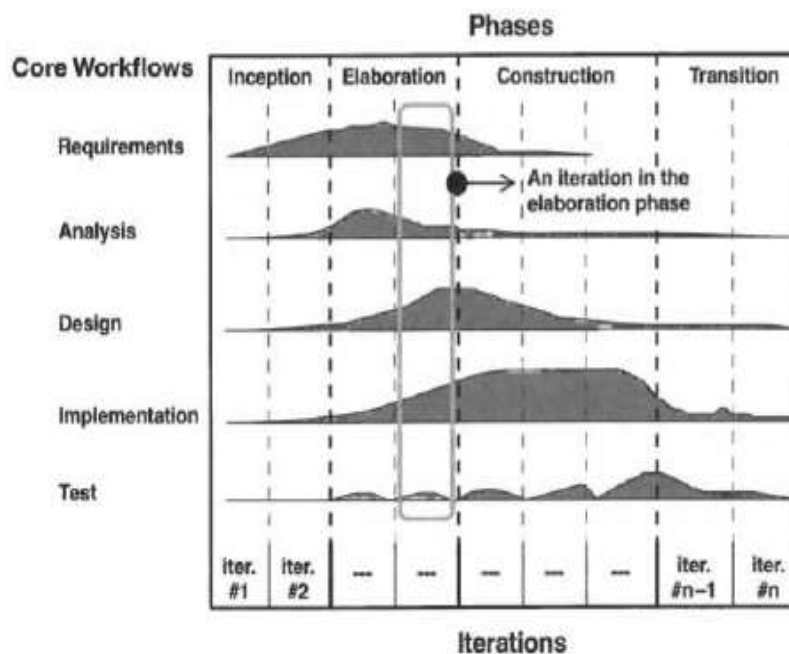 Phases
Core Workflows
Inception Elaboration Construction Transition
Requirements
An iteration in the
elaboration phase
Analysis
Design
Implementation
Test
iter. iter. --- --- --- --- --- iter. iter.
#1 #2 #n–1 #n
Iterations